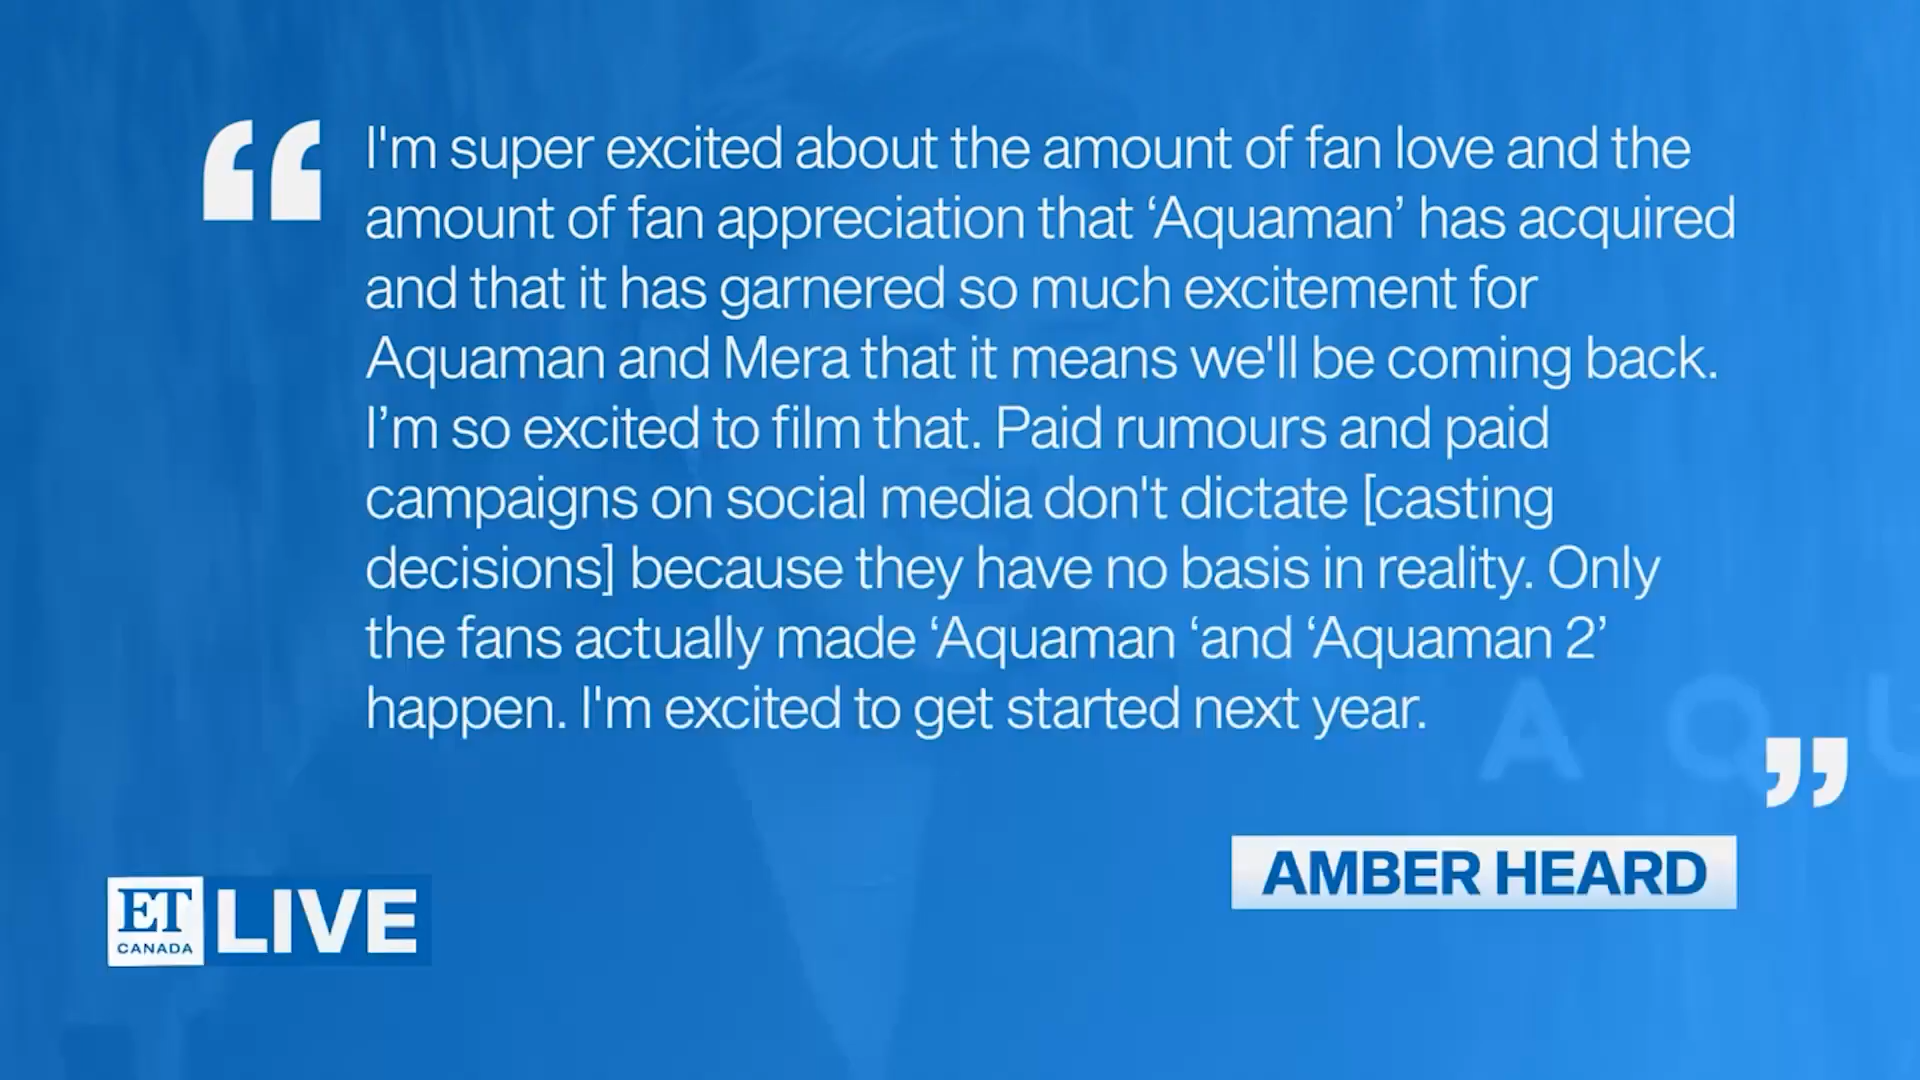 “
I'm super excited about the amount of fan love and the
amount of fan appreciation that ‘Aquaman’ has acquired
and that it has garnered so much excitement for
Aquaman and Mera that it means we'll be coming back.
I’m so excited to film that. Paid rumours and paid
campaigns on social media don't dictate [casting
decisions] because they have no basis in reality. Only
the fans actually made ‘Aquaman ‘and ‘Aquaman 2’
happen. I'm excited to get started next year.
A Q U
”
AMBER HEARD
ET
CANADA
LIVE